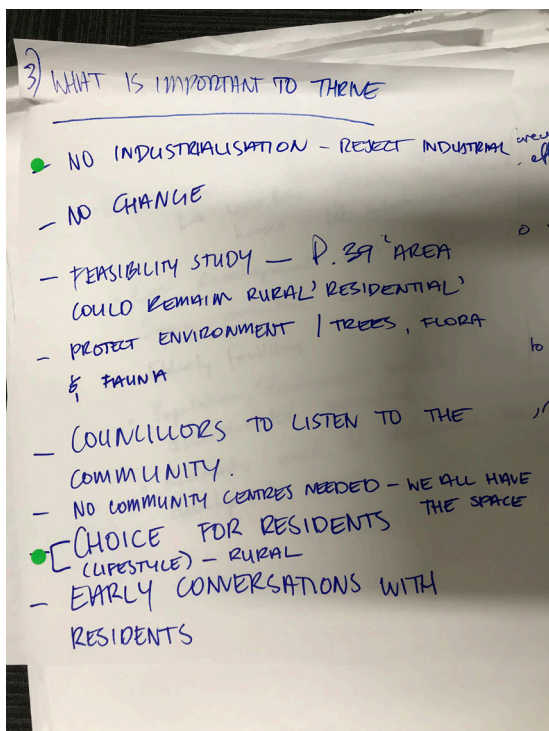 3) WHAT IS IMPORTANT TO THRIVE
- NO INDUSTRIALISATION - REJECT INDUSTRIAL
- NO CHANGE
- FEASIBILITY STUDY - P.39 "AREA
COULD REMAIM RURAL' RESIDENTIAL'
- PROTECT ENVIRONMENT / TREES, FLORA
& FAUNA
- COUNCILLORS TO LISTEN TO THE
COMMUNITY.
- NO COMMUNITY CENTRES NEEDED - WE ALL HAVE
THE SPACE
- [CHOICE FOR RESIDENTS
(LIFESTYLE) - RURAL
- EARLY CONVERSATIONS WITH
RESIDENTS